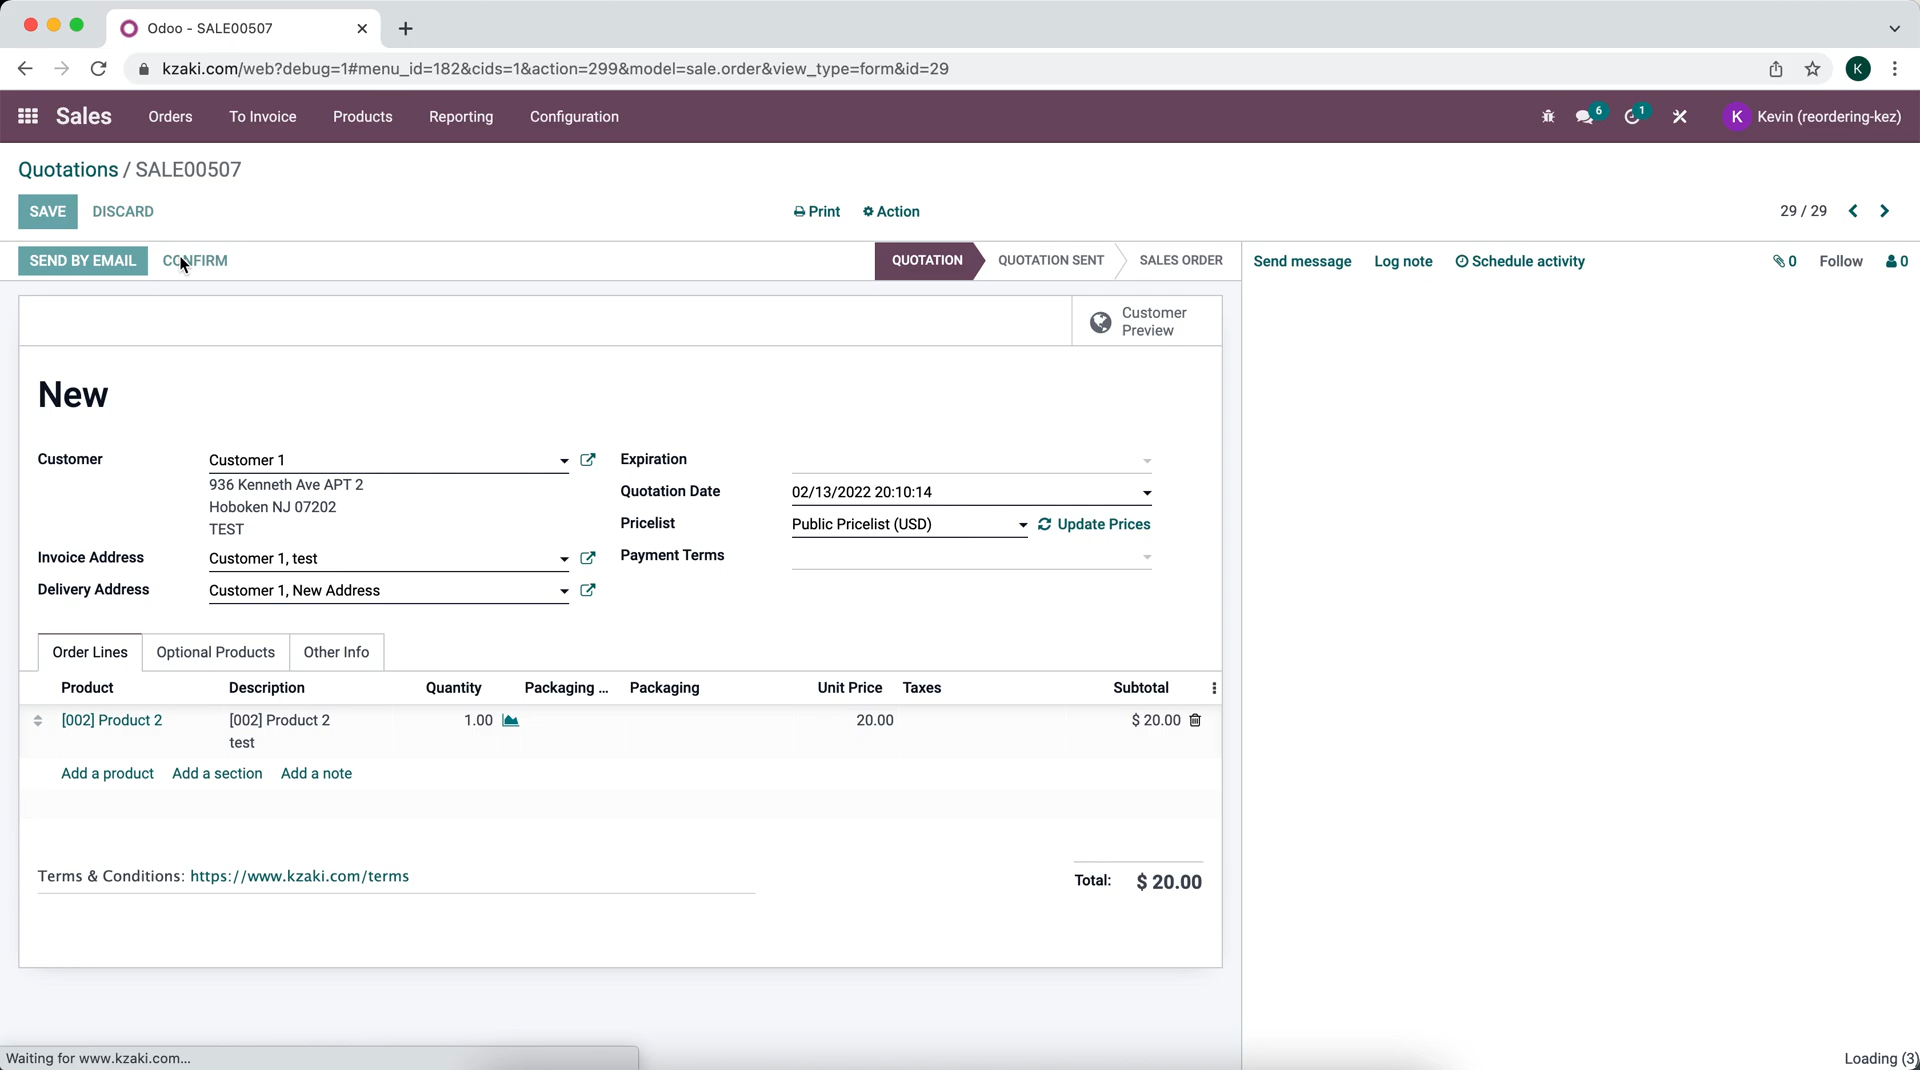 Odoo - SALE00507
kzaki.com/web?debug=1#menu_id=182&cids=1&action=299&model=sale.order&view_type=form&id=29
K
Sales Orders To Invoice Products Reporting Configuration 6 1 K Kevin (reordering-kez)
Quotations / SALE00507
SAVE DISCARD Print Action 29 / 29
SEND BY EMAIL CONFIRM QUOTATION QUOTATION SENT SALES ORDER Send message Log note Schedule activity 0 Follow 0
Customer
Preview
New
Customer Customer 1 Expiration
936 Kenneth Ave APT 2
Hoboken NJ 07202
TEST
Quotation Date 02/13/2022 20:10:14
Pricelist Public Pricelist (USD) Update Prices
Invoice Address Customer 1, test Payment Terms
Delivery Address Customer 1, New Address
Order Lines Optional Products Other Info
Product Description Quantity Packaging ... Packaging Unit Price Taxes Subtotal
[002] Product 2 [002] Product 2 1.00 20.00 $ 20.00
test
Add a product Add a section Add a note
Terms & Conditions: https://www.kzaki.com/terms Total: $ 20.00
Waiting for www.kzaki.com... Loading (3)